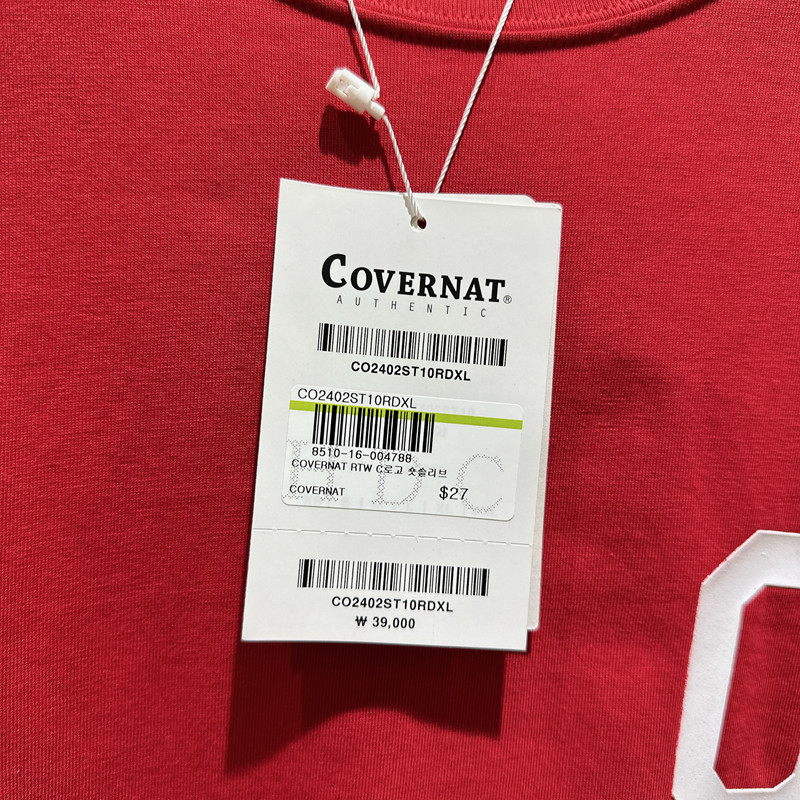 COVERNAT®
AUTHENTIC
CO2402ST10RDXL
CO2402ST10RDXL
8510-16-004788
COVERNAT RTW C로고 숏슬리브
COVERNAT $27
CO2402ST10RDXL
₩ 39,000